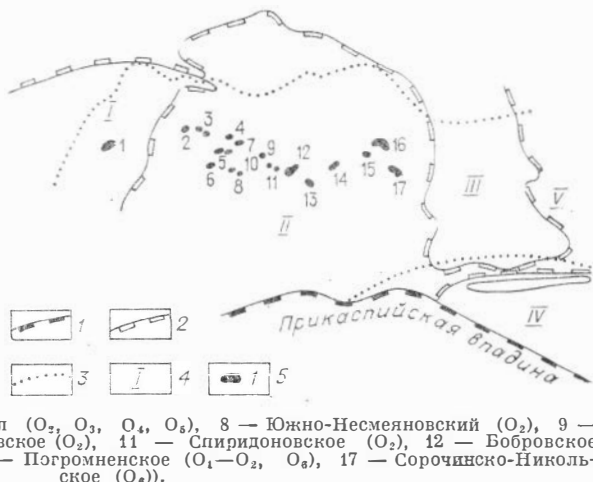 I
1
2
3
4
5
6
7
8
9
10
11
12
13
14
15
16
17
II
III
V
IV
Прикаспийская впадина
1
2
3
I 4
1 5
л (O₂, O₃, O₄, O₅), 8 — Южно-Несмеяновский (O₂), 9 —
вское (O₂), 11 — Спиридоновское (O₂), 12 — Бобровское
— Погромненское (O₁—O₂, O₆), 17 — Сорочинско-Николь-
ское (O₆)).